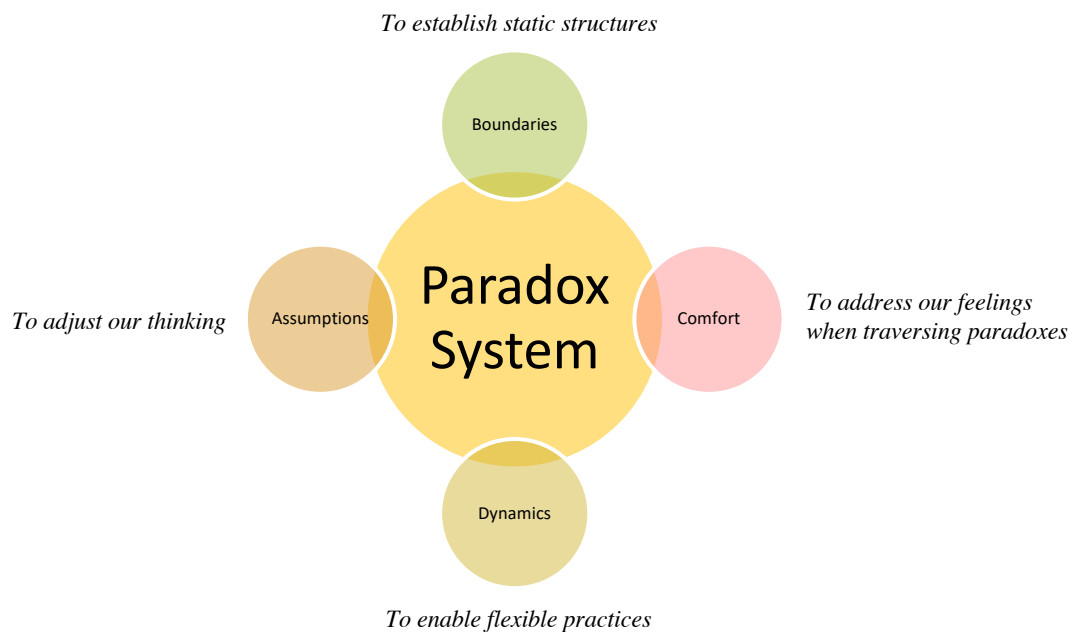 To establish static structures
Boundaries
Paradox
System
To adjust our thinking
Assumptions
Comfort
To address our feelings
when traversing paradoxes
Dynamics
To enable flexible practices